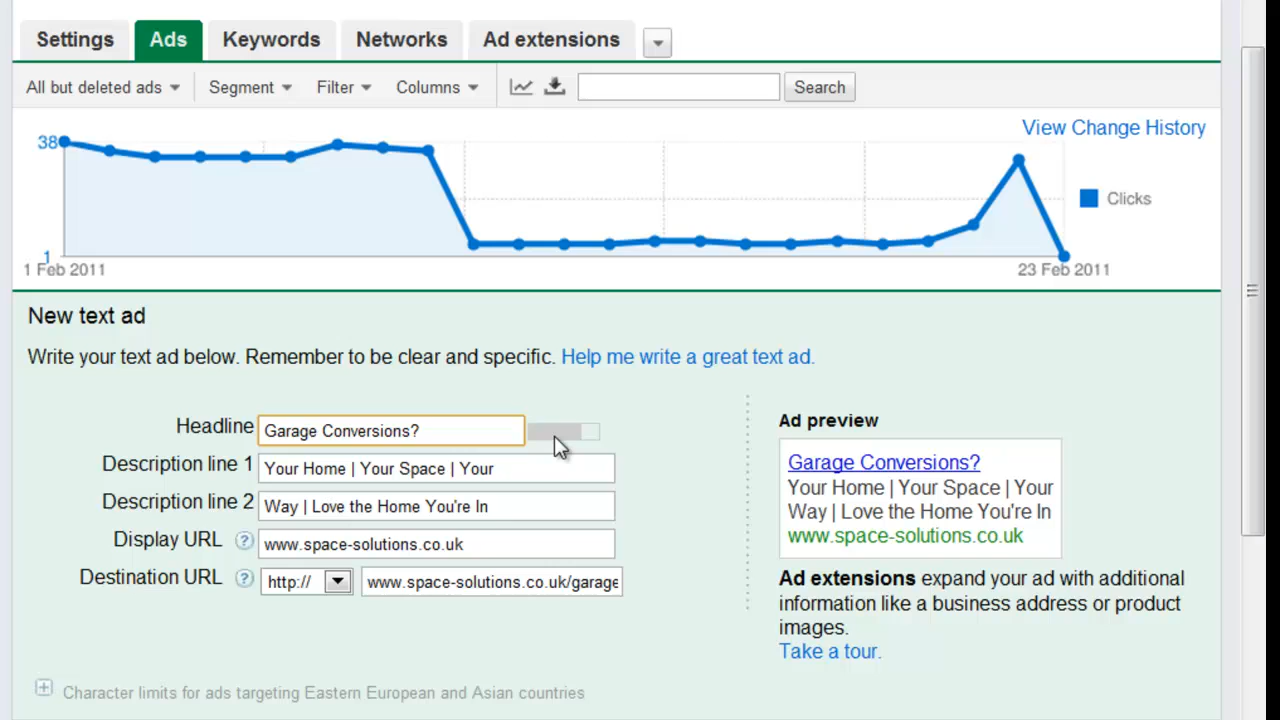 Settings Ads Keywords Networks Ad extensions
All but deleted ads Segment Filter Columns Search
View Change History
38
Clicks
1
1 Feb 2011 23 Feb 2011
New text ad
Write your text ad below. Remember to be clear and specific. Help me write a great text ad.
Headline Garage Conversions?
Description line 1 Your Home | Your Space | Your
Description line 2 Way | Love the Home You're In
Display URL ? www.space-solutions.co.uk
Destination URL ? http:// www.space-solutions.co.uk/garage
Ad preview
Garage Conversions?
Your Home | Your Space | Your
Way | Love the Home You're In
www.space-solutions.co.uk
Ad extensions expand your ad with additional
information like a business address or product
images.
Take a tour.
Character limits for ads targeting Eastern European and Asian countries